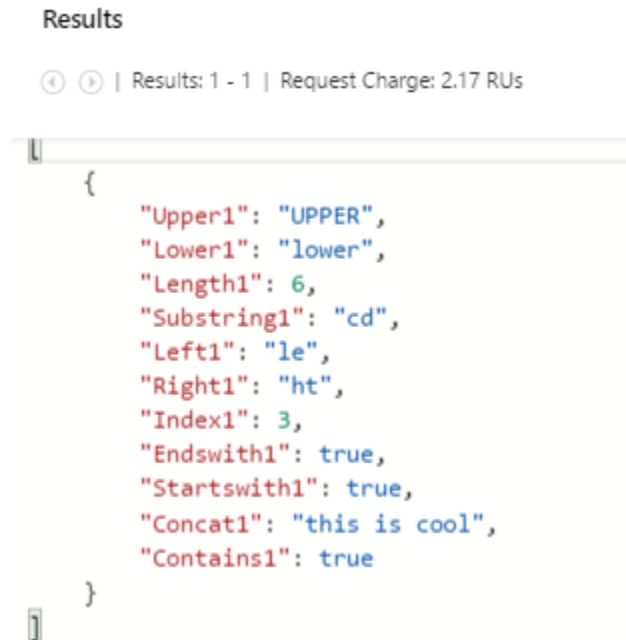 Results
| Results: 1 - 1 | Request Charge: 2.17 RUs
[
{
"Upper1": "UPPER",
"Lower1": "lower",
"Length1": 6,
"Substring1": "cd",
"Left1": "le",
"Right1": "ht",
"Index1": 3,
"Endswith1": true,
"Startswith1": true,
"Concat1": "this is cool",
"Contains1": true
}
]